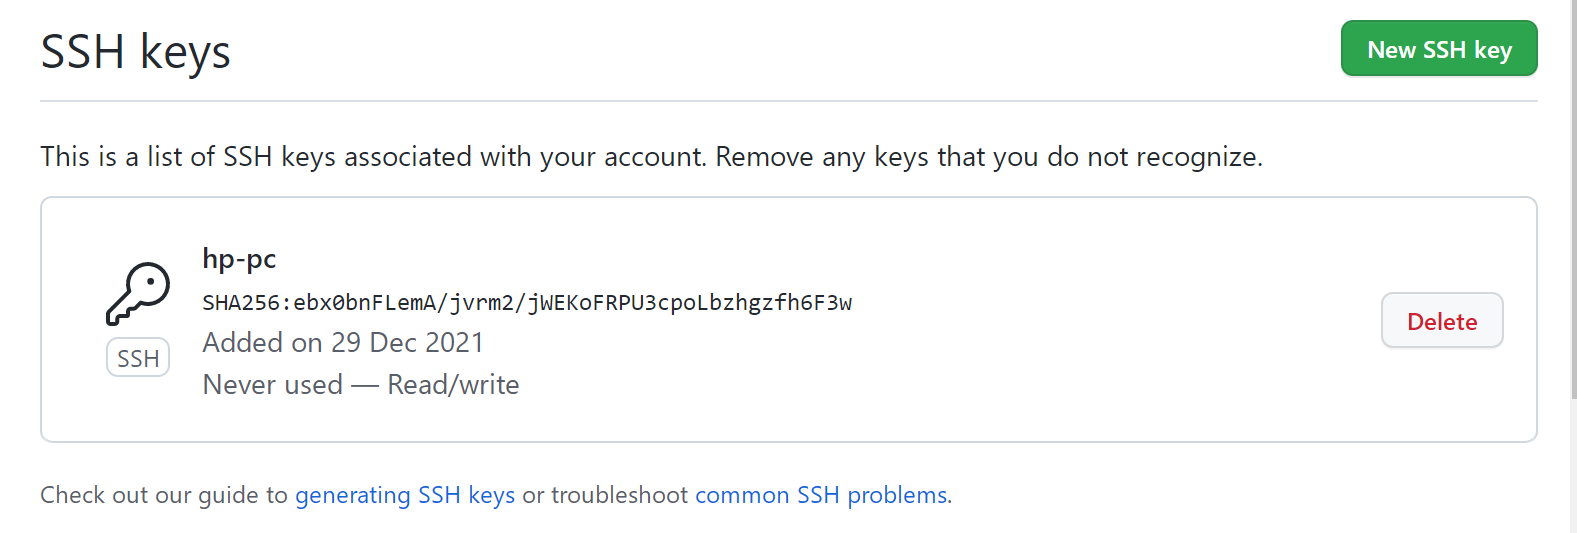 SSH keys
New SSH key
This is a list of SSH keys associated with your account. Remove any keys that you do not recognize.
hp-pc
SHA256:ebx0bnFLemA/jvrm2/jWEKoFRPU3cpoLbzhgzfh6F3w
Added on 29 Dec 2021
Never used — Read/write
SSH
Delete
Check out our guide to generating SSH keys or troubleshoot common SSH problems.